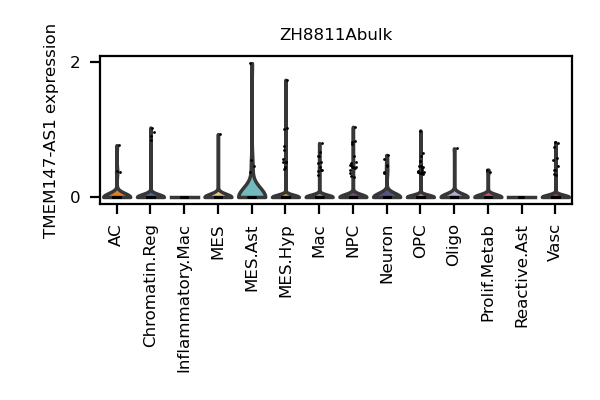 ZH8811Abulk
TMEM147-AS1 expression
2
0
AC
Chromatin.Reg
Inflammatory.Mac
MES
MES.Ast
MES.Hyp
Mac
NPC
Neuron
OPC
Oligo
Prolif.Metab
Reactive.Ast
Vasc